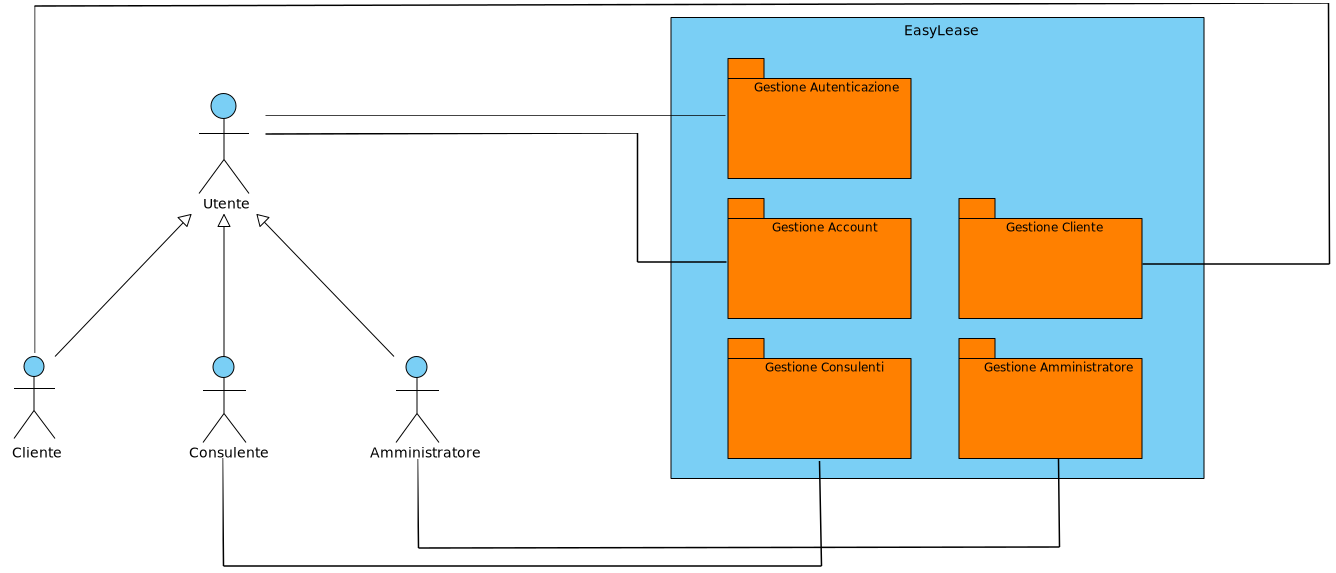 EasyLease
Gestione Autenticazione
Utente
Gestione Account
Gestione Cliente
Gestione Consulenti
Gestione Amministratore
Cliente
Consulente
Amministratore